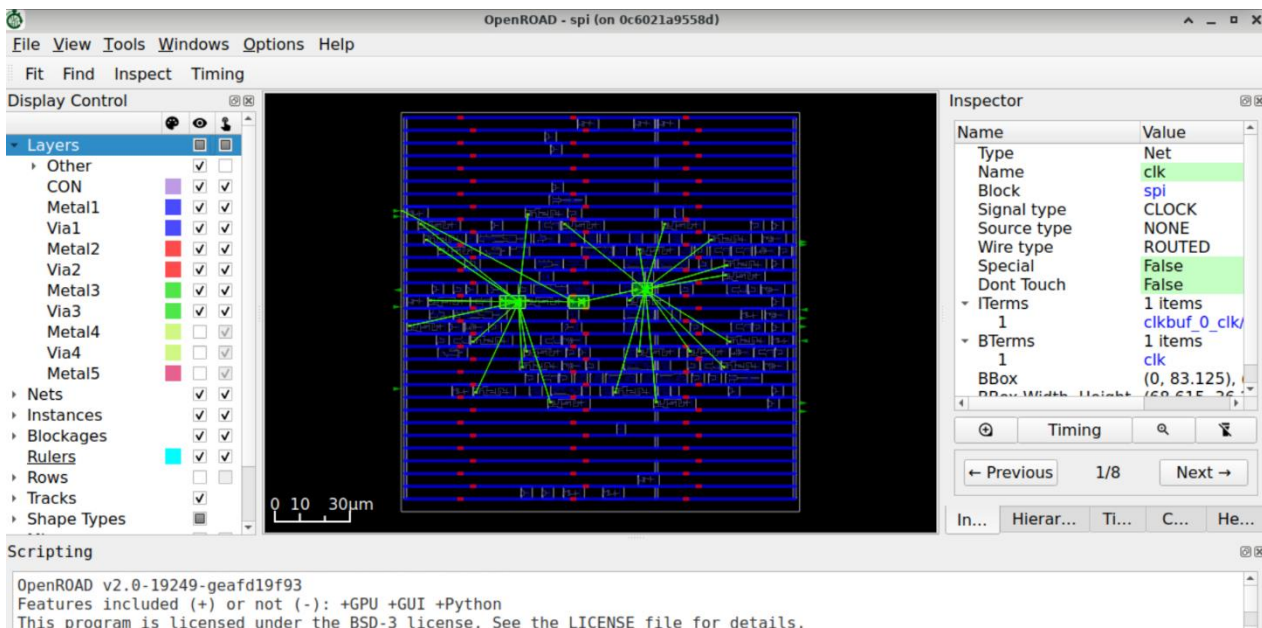 OpenROAD - spi (on 0c6021a9558d)
File View Tools Windows Options Help
Fit Find Inspect Timing
Display Control
Layers
Other
CON
Metal1
Via1
Metal2
Via2
Metal3
Via3
Metal4
Via4
Metal5
Nets
Instances
Blockages
Rulers
Rows
Tracks
Shape Types
0 10 30μm
Inspector
Name Value
Type Net
Name clk
Block spi
Signal type CLOCK
Source type NONE
Wire type ROUTED
Special False
Dont Touch False
ITerms 1 items
1 clkbuf_0_clk/
BTerms 1 items
1 clk
BBox (0, 83.125),
Timing
← Previous 1/8 Next →
In... Hierar... Ti... C... He...
Scripting
OpenROAD v2.0-19249-geafd19f93
Features included (+) or not (-): +GPU +GUI +Python
This program is licensed under the BSD-3 license. See the LICENSE file for details.